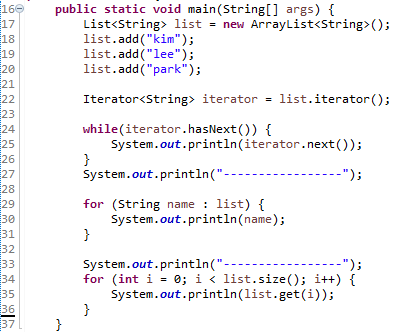 16 public static void main(String[] args) {
17 List<String> list = new ArrayList<String>();
18 list.add("kim");
19 list.add("lee");
20 list.add("park");
21
22 Iterator<String> iterator = list.iterator();
23
24 while(iterator.hasNext()) {
25 System.out.println(iterator.next());
26 }
27 System.out.println("-----------------");
28
29 for (String name : list) {
30 System.out.println(name);
31 }
32
33 System.out.println("-----------------");
34 for (int i = 0; i < list.size(); i++) {
35 System.out.println(list.get(i));
36 }
37 }